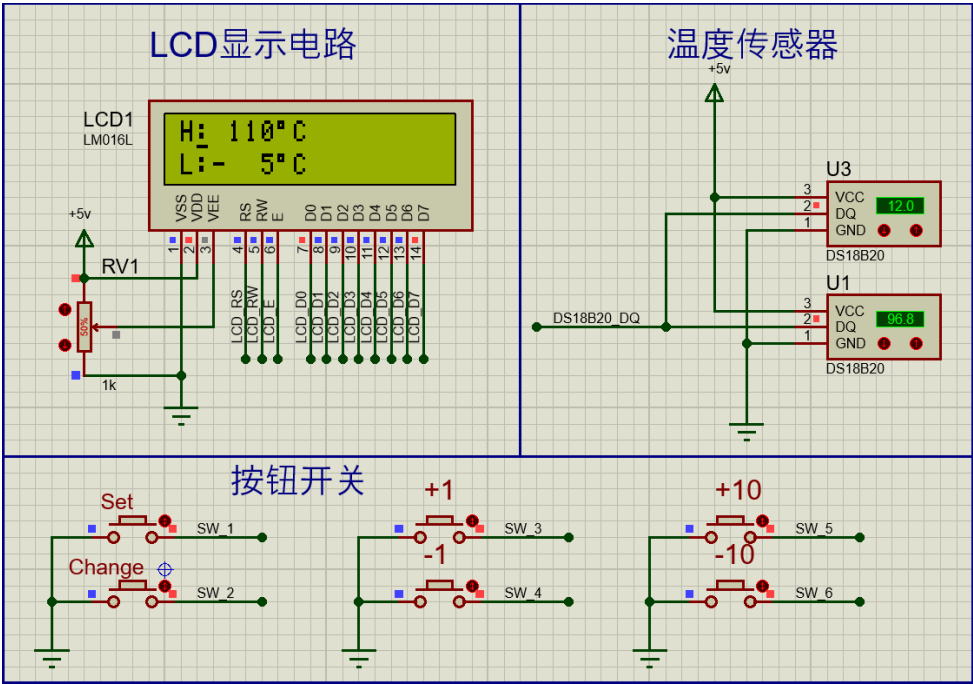 LCD显示电路
LCD1
LM016L
H: 110°C
L:- 5°C
VSS
VDD
VEE
RS
RW
E
D0
D1
D2
D3
D4
D5
D6
D7
1
2
3
4
5
6
7
8
9
10
11
12
13
14
+5v
RV1
50%
1k
LCD_RS
LCD_RW
LCD_E
LCD_D0
LCD_D1
LCD_D2
LCD_D3
LCD_D4
LCD_D5
LCD_D6
LCD_D7
温度传感器
+5v
U3
3 VCC
2 DQ
1 GND
12.0
DS18B20
U1
3 VCC
2 DQ
1 GND
96.8
DS18B20
DS18B20_DQ
按钮开关
Set
SW_1
Change
SW_2
+1
SW_3
-1
SW_4
+10
SW_5
-10
SW_6